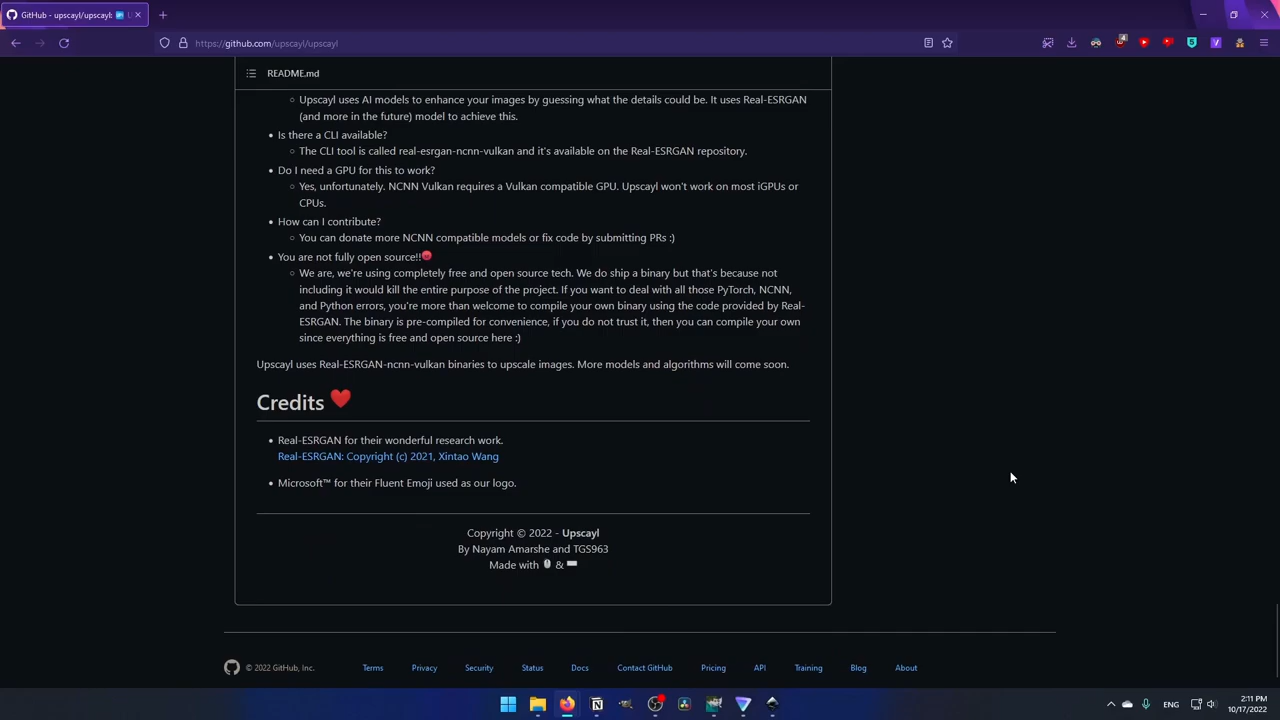 GitHub - upscayl/upscayl:
https://github.com/upscayl/upscayl
README.md
Upscayl uses AI models to enhance your images by guessing what the details could be. It uses Real-ESRGAN
(and more in the future) model to achieve this.
Is there a CLI available?
The CLI tool is called real-esrgan-ncnn-vulkan and it's available on the Real-ESRGAN repository.
Do I need a GPU for this to work?
Yes, unfortunately. NCNN Vulkan requires a Vulkan compatible GPU. Upscayl won't work on most iGPUs or
CPUs.
How can I contribute?
You can donate more NCNN compatible models or fix code by submitting PRs :)
You are not fully open source!!
We are, we're using completely free and open source tech. We do ship a binary but that's because not
including it would kill the entire purpose of the project. If you want to deal with all those PyTorch, NCNN,
and Python errors, you're more than welcome to compile your own binary using the code provided by Real-
ESRGAN. The binary is pre-compiled for convenience, if you do not trust it, then you can compile your own
since everything is free and open source here :)
Upscayl uses Real-ESRGAN-ncnn-vulkan binaries to upscale images. More models and algorithms will come soon.
Credits ❤️
Real-ESRGAN for their wonderful research work.
Real-ESRGAN: Copyright (c) 2021, Xintao Wang
Microsoft™ for their Fluent Emoji used as our logo.
Copyright © 2022 - Upscayl
By Nayam Amarshe and TGS963
Made with 🖱 & ⌨
© 2022 GitHub, Inc. Terms Privacy Security Status Docs Contact GitHub Pricing API Training Blog About
ENG 2:11 PM
10/17/2022